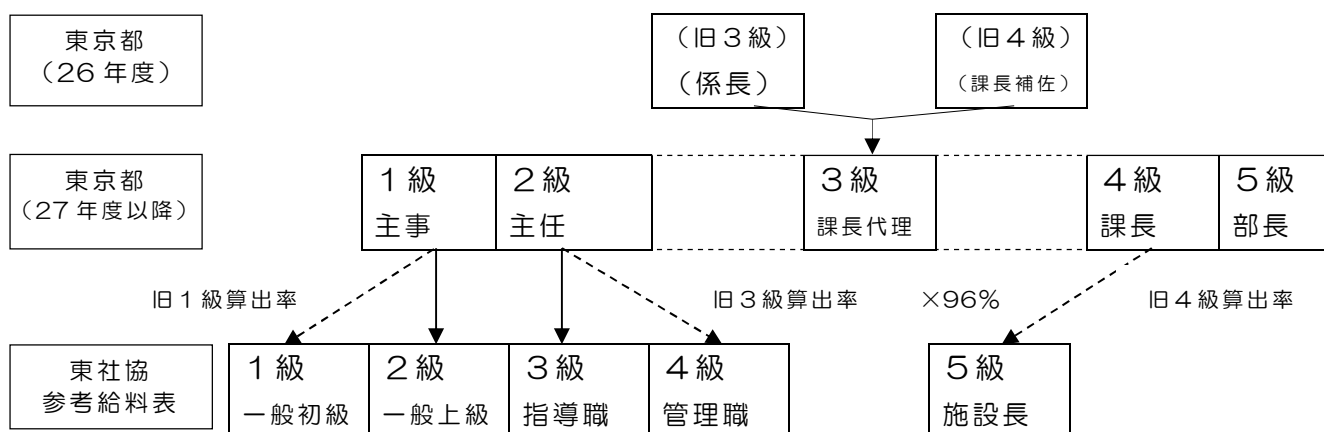 東京都
（26年度）
（旧3級）
（係長）
（旧4級）
（課長補佐）
東京都
（27年度以降）
1級
主事
2級
主任
3級
課長代理
4級
課長
5級
部長
旧1級算出率
旧3級算出率
×96%
旧4級算出率
東社協
参考給料表
1級
一般初級
2級
一般上級
3級
指導職
4級
管理職
5級
施設長